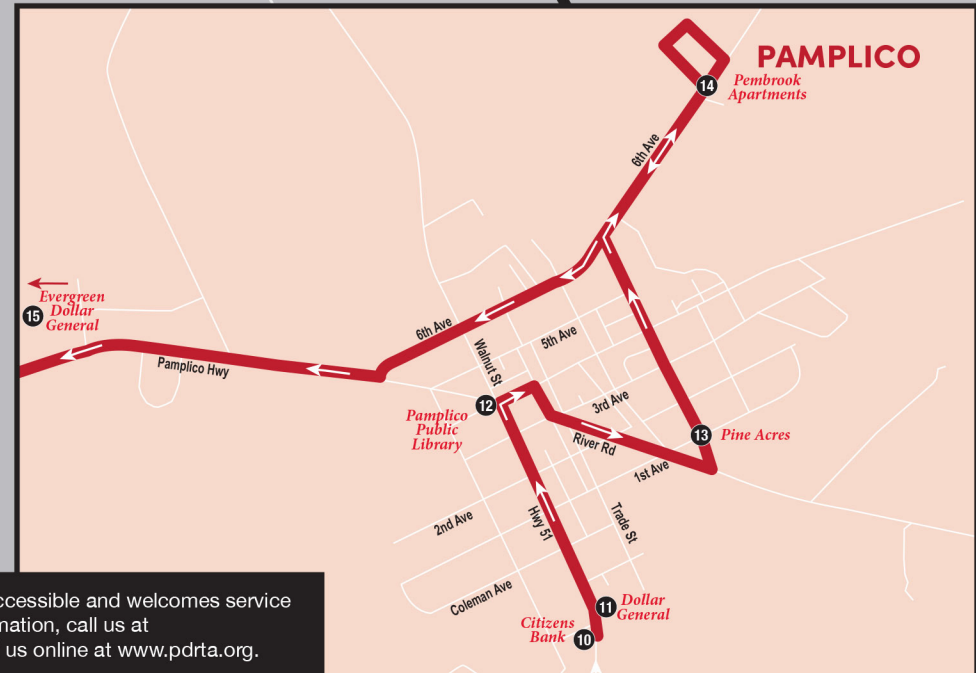 PAMPLICO
14
Pembrook
Apartments
6th Ave
Evergreen
Dollar
General
15
6th Ave
Walnut St
5th Ave
Pamplico Hwy
12
Pamplico
Public
Library
3rd Ave
River Rd
13
Pine Acres
1st Ave
2nd Ave
Hwy 51
Trade St
Coleman Ave
11
Dollar
General
Citizens
Bank
10
ccessible and welcomes service
mation, call us at
us online at www.pdrta.org.